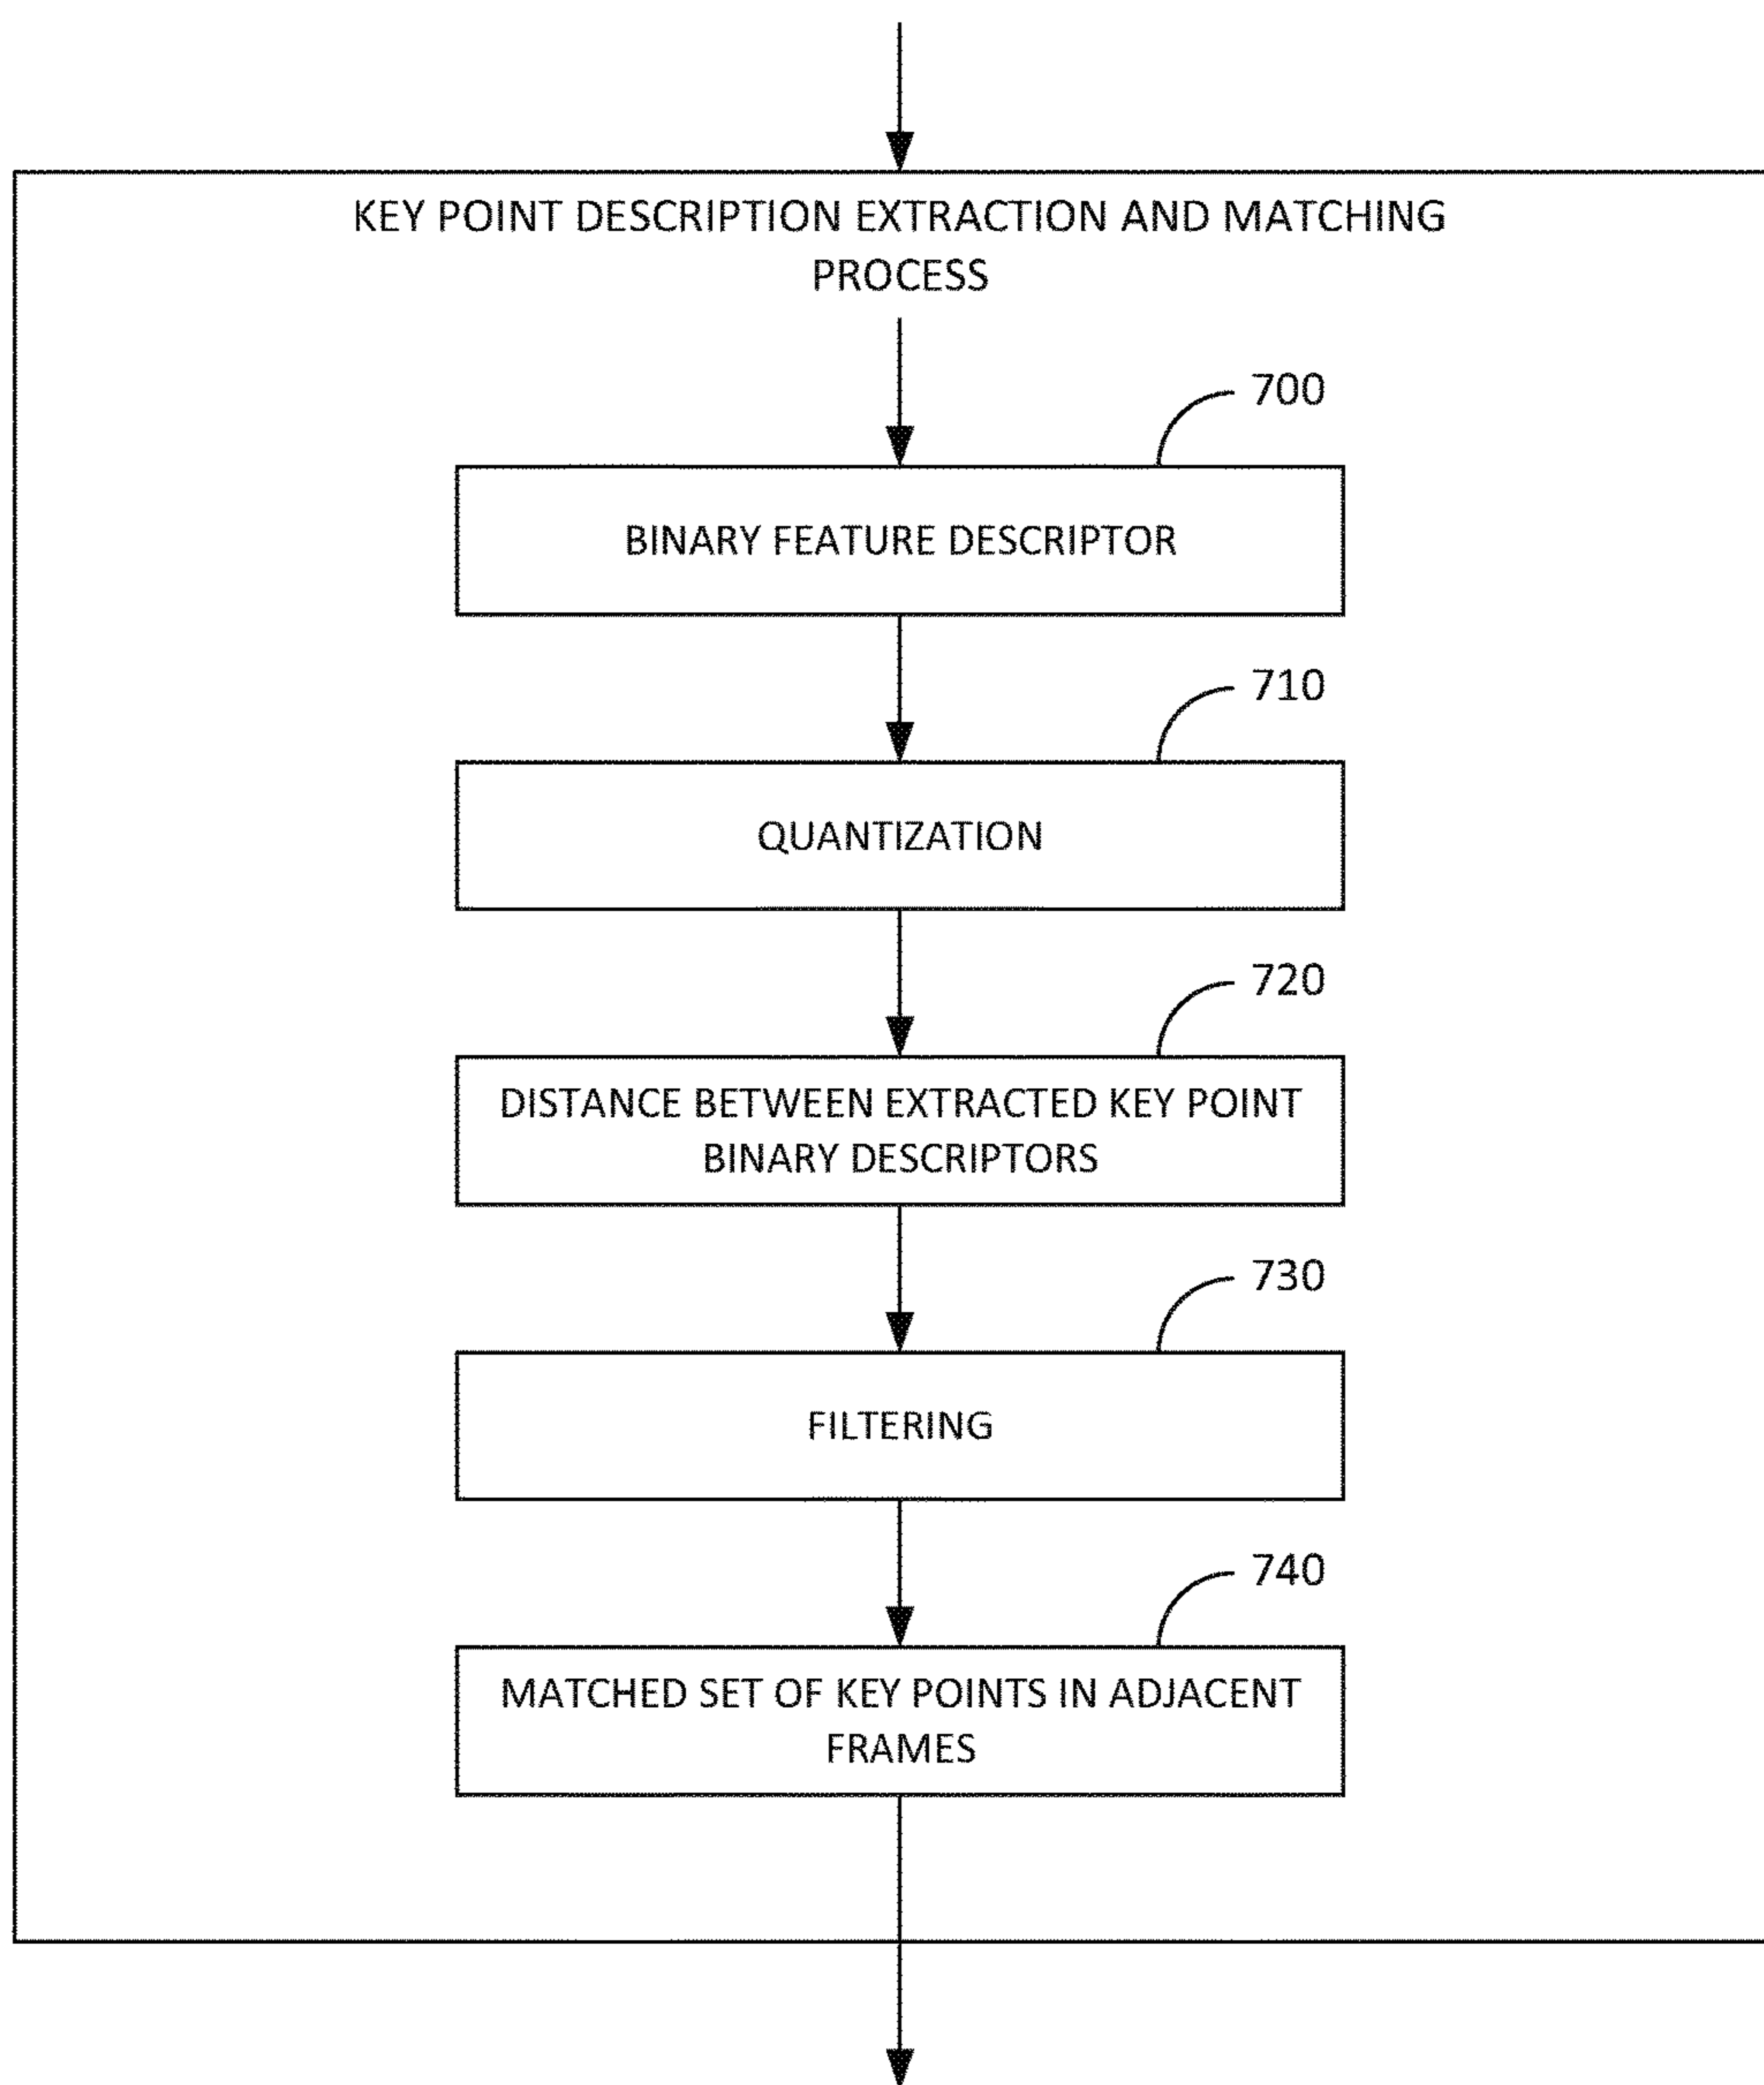 KEY POINT DESCRIPTION EXTRACTION AND MATCHING
PROCESS
700
BINARY FEATURE DESCRIPTOR
710
QUANTIZATION
720
DISTANCE BETWEEN EXTRACTED KEY POINT
BINARY DESCRIPTORS
730
FILTERING
740
MATCHED SET OF KEY POINTS IN ADJACENT
FRAMES